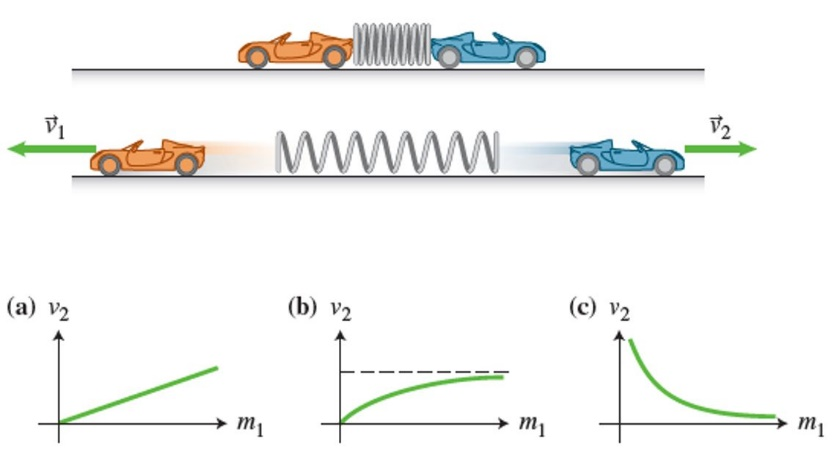 v⃗₁
v⃗₂
(a) v₂
m₁
(b) v₂
m₁
(c) v₂
m₁